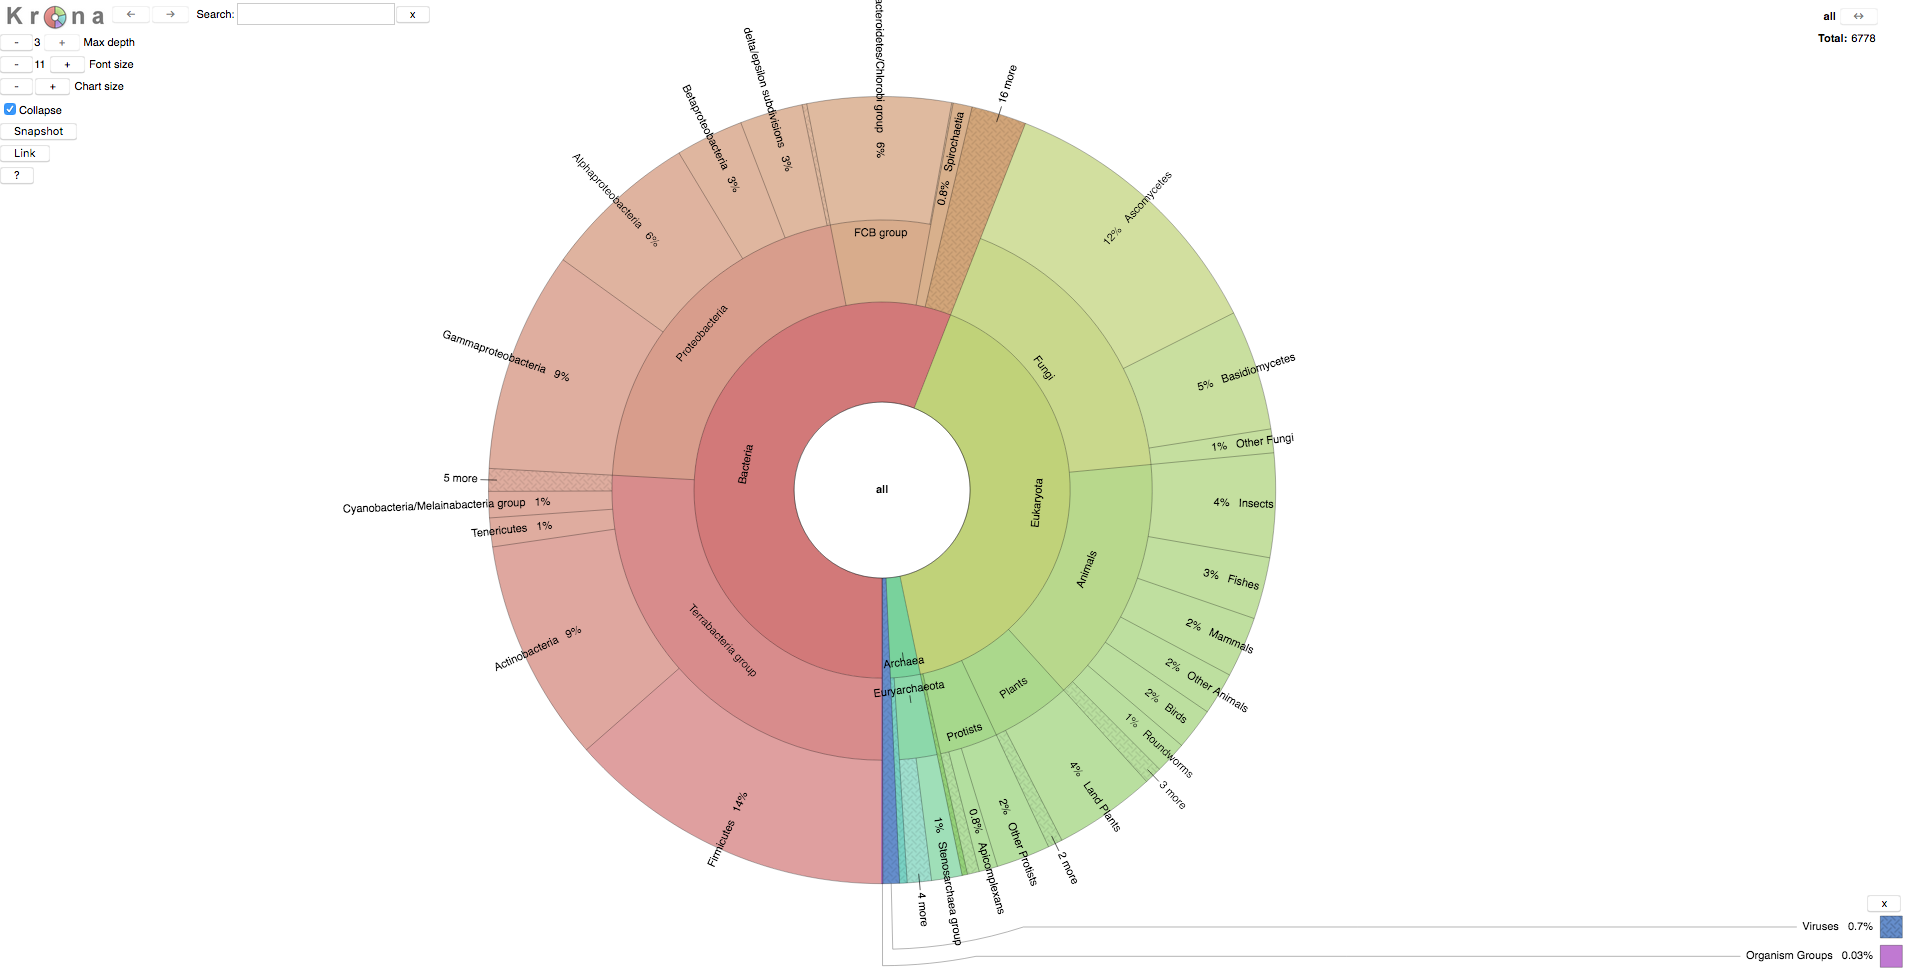 Krona
←
→
Search:
x
all
↔
Total: 6778
-
3
+
Max depth
-
11
+
Font size
-
+
Chart size
Collapse
Snapshot
Link
?
delta/epsilon subdivisions 3%
acteroidetes/Chlorobi group 6%
16 more
Betaproteobacteria 3%
0.8% Spirochaetia
Alphaproteobacteria 6%
12% Ascomycetes
FCB group
Proteobacteria
Fungi
Gammaproteobacteria 9%
5% Basidiomycetes
1% Other Fungi
5 more
Bacteria
all
Eukaryota
4% Insects
Cyanobacteria/Melainabacteria group 1%
Tenericutes 1%
Animals
3% Fishes
2% Mammals
Actinobacteria 9%
Terrabacteria group
Archaea
Euryarchaeota
Plants
Protists
2% Other Animals
2% Birds
1% Roundworms
3 more
4% Land Plants
Firmicutes 14%
2% Other Protists
0.8% Apicomplexans
1% Stenosarchaea group
2 more
4 more
x
Viruses 0.7%
Organism Groups 0.03%